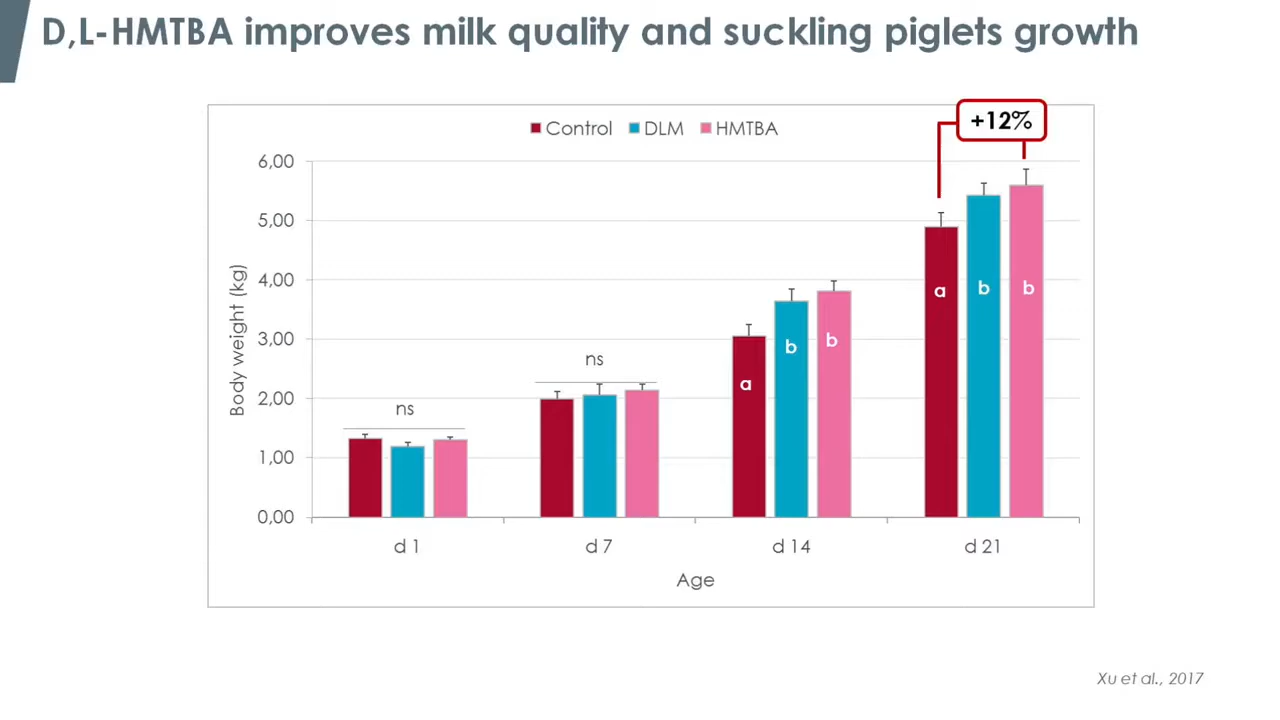 D,L-HMTBA improves milk quality and suckling piglets growth
+12%
Control DLM HMTBA
6,00
5,00
4,00
3,00
2,00
1,00
0,00
Body weight (kg)
ns
ns
a
b
b
a
b
b
d 1
d 7
d 14
d 21
Age
Xu et al., 2017